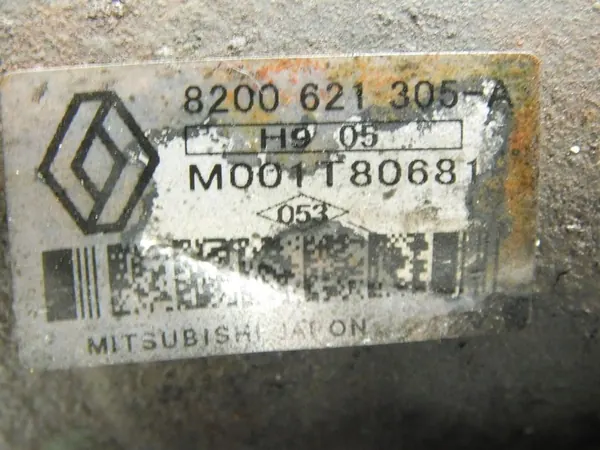 8200 621 305-A
H9 05
M001T80681
053
MITSUBISHI JAPON